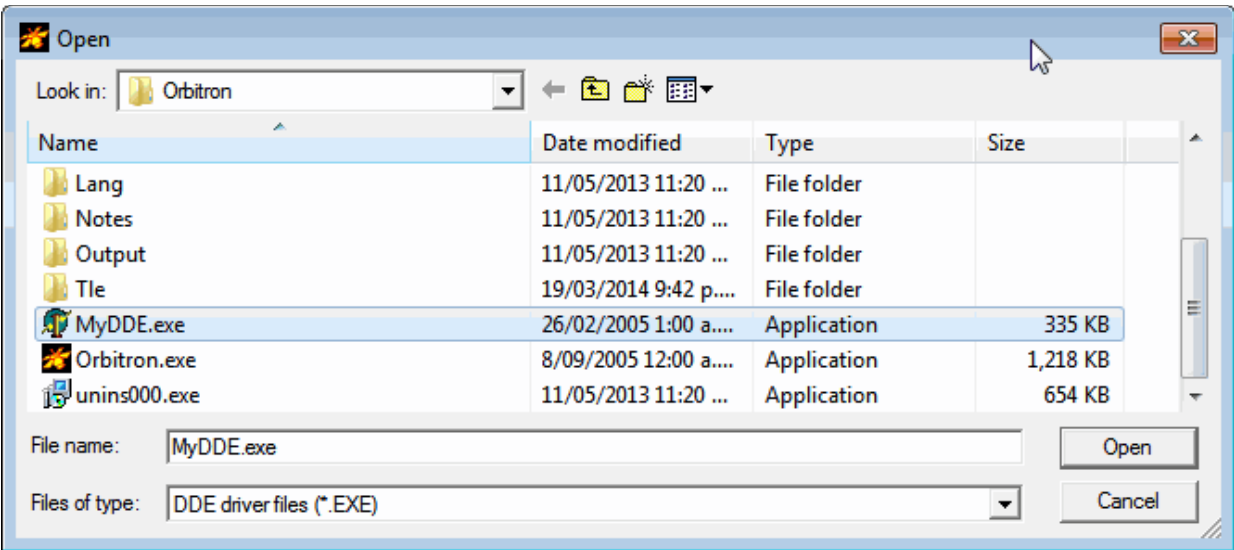 Open
Look in: Orbitron
Name Date modified Type Size
Lang 11/05/2013 11:20 ... File folder
Notes 11/05/2013 11:20 ... File folder
Output 11/05/2013 11:20 ... File folder
Tle 19/03/2014 9:42 p.... File folder
MyDDE.exe 26/02/2005 1:00 a.... Application 335 KB
Orbitron.exe 8/09/2005 12:00 a.... Application 1,218 KB
unins000.exe 11/05/2013 11:20 ... Application 654 KB
File name: MyDDE.exe Open
Files of type: DDE driver files (*.EXE) Cancel